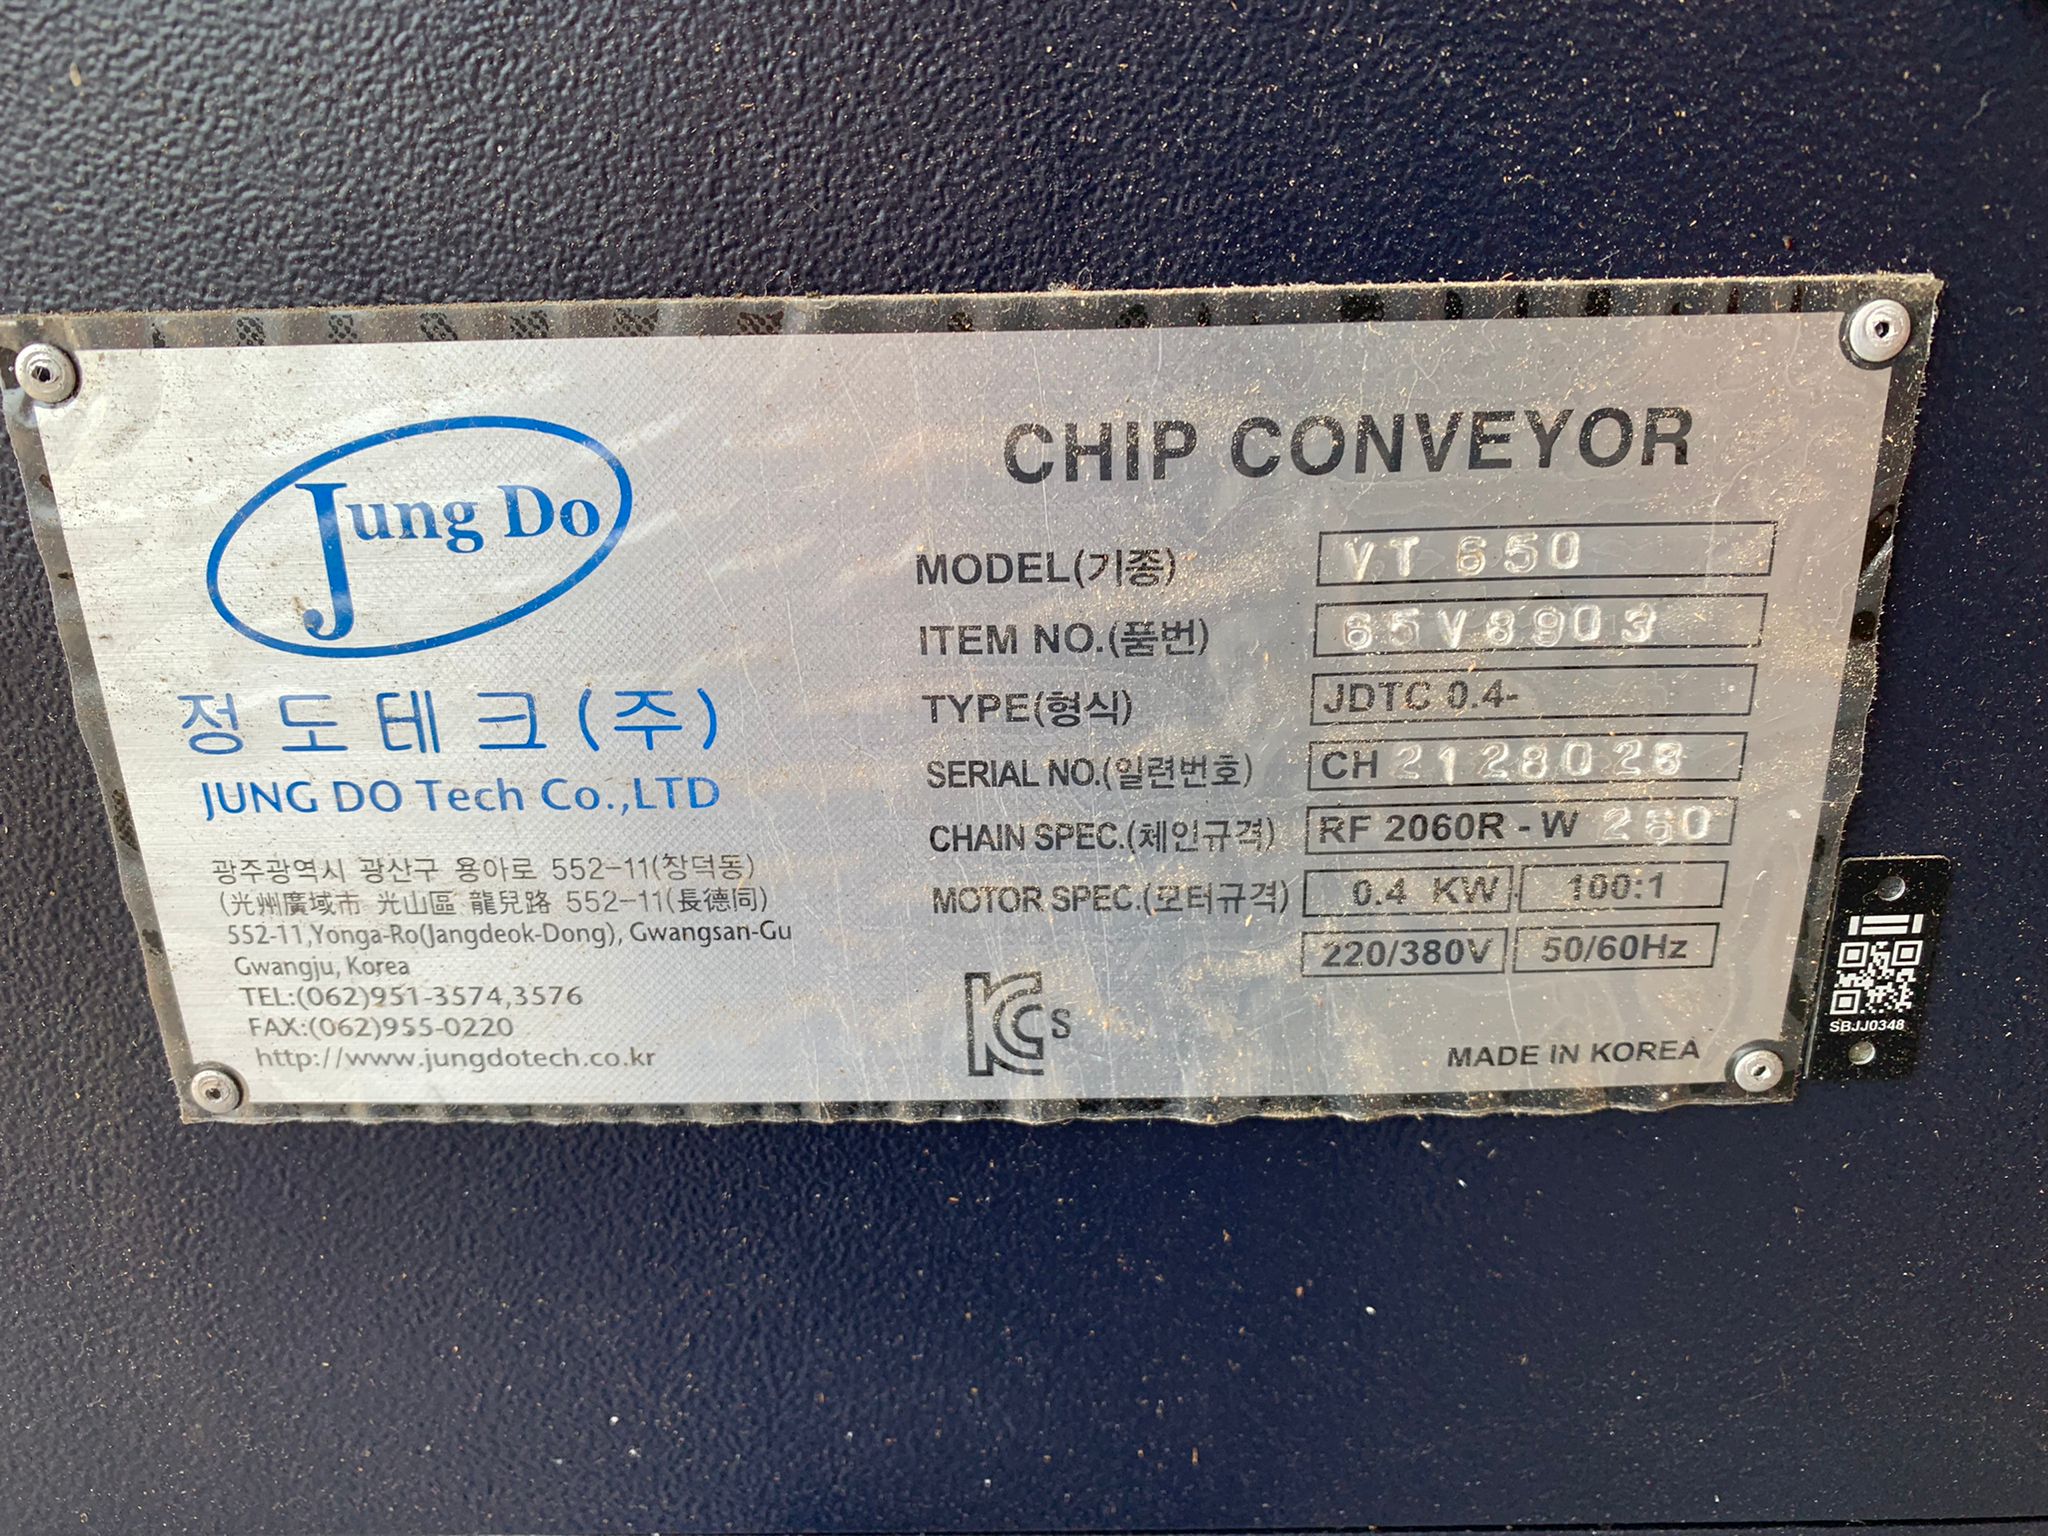 Jung Do
정도테크(주)
JUNG DO Tech Co.,LTD
광주광역시 광산구 용아로 552-11(장덕동)
(光州廣域市 光山區 龍兒路 552-11(長德同)
552-11,Yonga-Ro(Jangdeok-Dong), Gwangsan-Gu
Gwangju, Korea
TEL:(062)951-3574,3576
FAX:(062)955-0220
http://www.jungdotech.co.kr
CHIP CONVEYOR
MODEL(기종) VT 650
ITEM NO.(품번) 65V8903
TYPE(형식) JDTC 0.4-
SERIAL NO.(일련번호) CH 2128028
CHAIN SPEC.(체인규격) RF 2060R - W 260
MOTOR SPEC.(모터규격) 0.4 KW 100:1
220/380V 50/60Hz
KCs
MADE IN KOREA
SBJJ0348